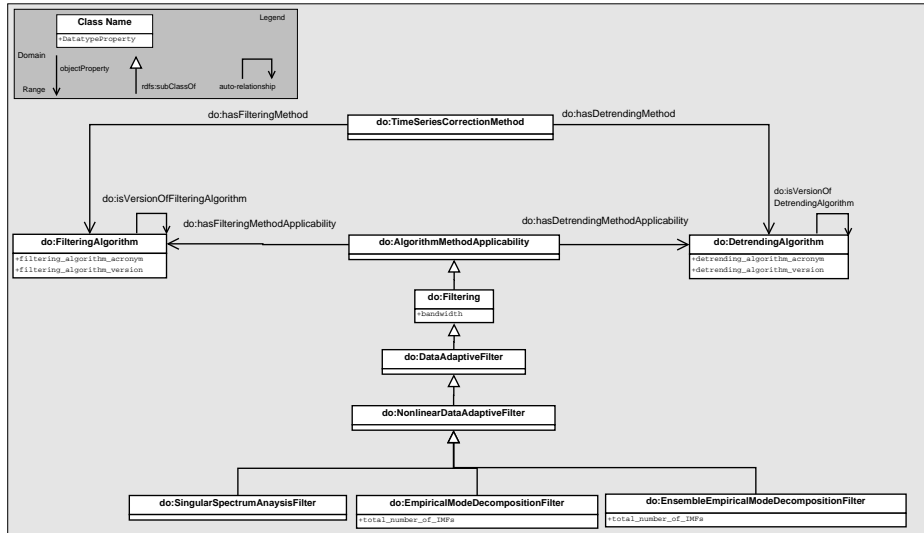 Class Name
Legend
+DatatypeProperty
Domain
objectProperty
Range
rdfs:subClassOf
auto-relationship
do:hasFilteringMethod
do:TimeSeriesCorrectionMethod
do:hasDetrendingMethod
do:isVersionOfFilteringAlgorithm
do:isVersionOf
DetrendingAlgorithm
do:hasFilteringMethodApplicability
do:hasDetrendingMethodApplicability
do:FilteringAlgorithm
+filtering_algorithm_acronym
+filtering_algorithm_version
do:AlgorithmMethodApplicability
do:DetrendingAlgorithm
+detrending_algorithm_acronym
+detrending_algorithm_version
do:Filtering
+bandwidth
do:DataAdaptiveFilter
do:NonlinearDataAdaptiveFilter
do:SingularSpectrumAnaysisFilter
do:EmpiricalModeDecompositionFilter
+total_number_of_IMFs
do:EnsembleEmpiricalModeDecompositionFilter
+total_number_of_IMFs